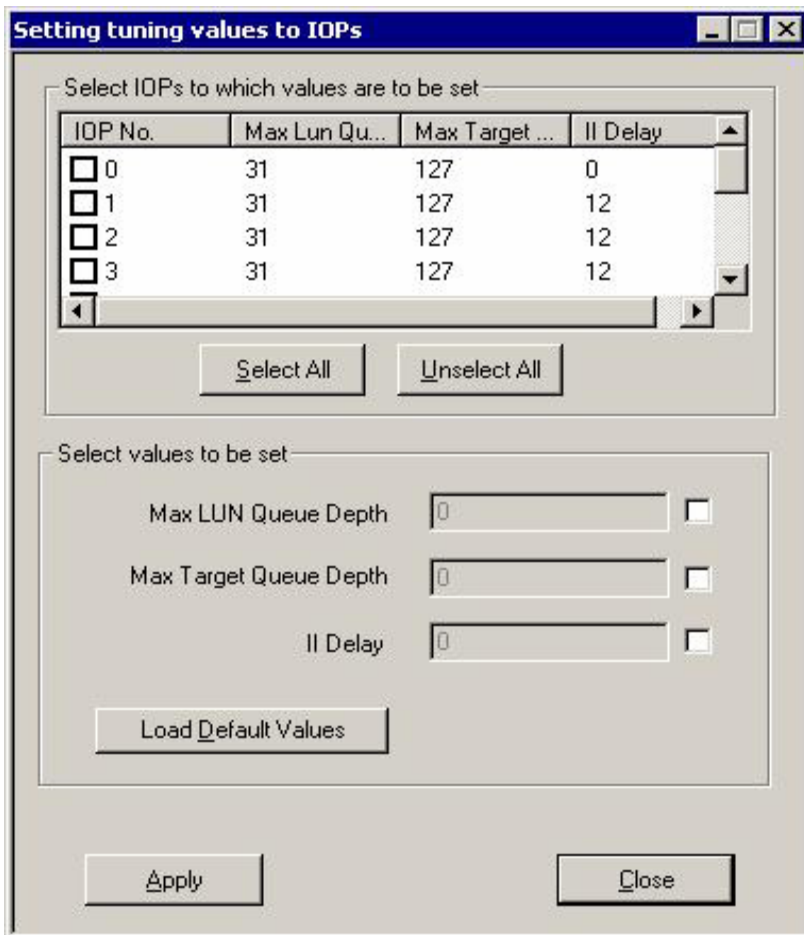 Setting tuning values to IOPs
Select IOPs to which values are to be set
IOP No. Max Lun Qu... Max Target ... II Delay
0 31 127 0
1 31 127 12
2 31 127 12
3 31 127 12
Select All Unselect All
Select values to be set
Max LUN Queue Depth 0
Max Target Queue Depth 0
II Delay 0
Load Default Values
Apply Close